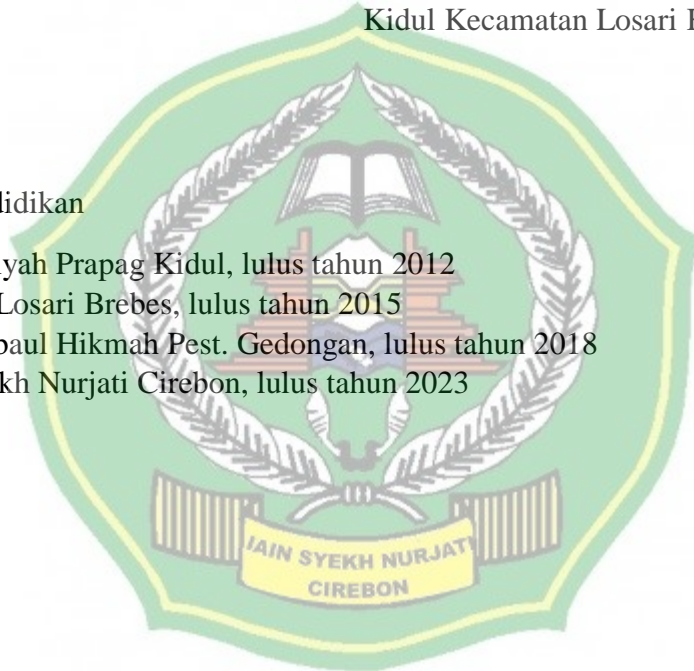 Kidul Kecamatan Losari
didikan
yah Prapag Kidul, lulus tahun 2012
Losari Brebes, lulus tahun 2015
baul Hikmah Pest. Gedongan, lulus tahun 2018
kh Nurjati Cirebon, lulus tahun 2023
IAIN SYEKH NURJATI
CIREBON